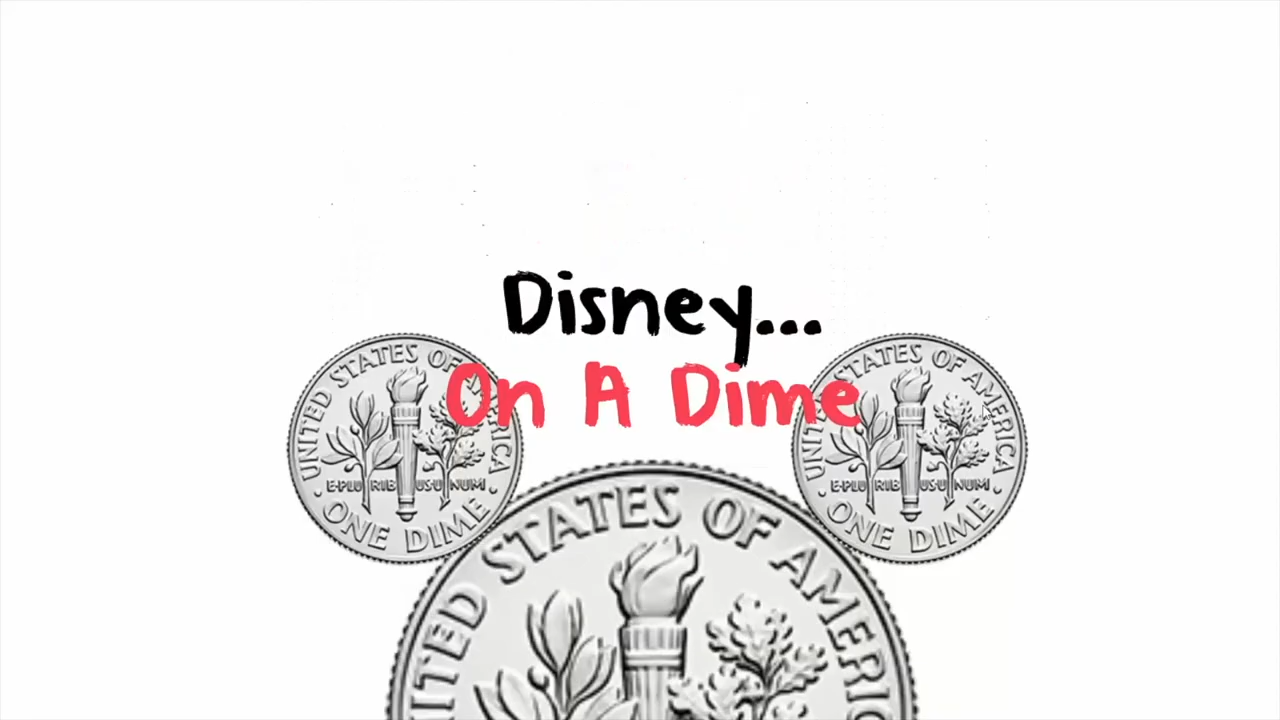 Disney...
On A Dime
UNITED STATES OF AMERICA
E·PLURIBUS UNUM
· ONE DIME ·
UNITED STATES OF AMERICA
E·PLURIBUS UNUM
· ONE DIME ·
UNITED STATES OF AMERIC